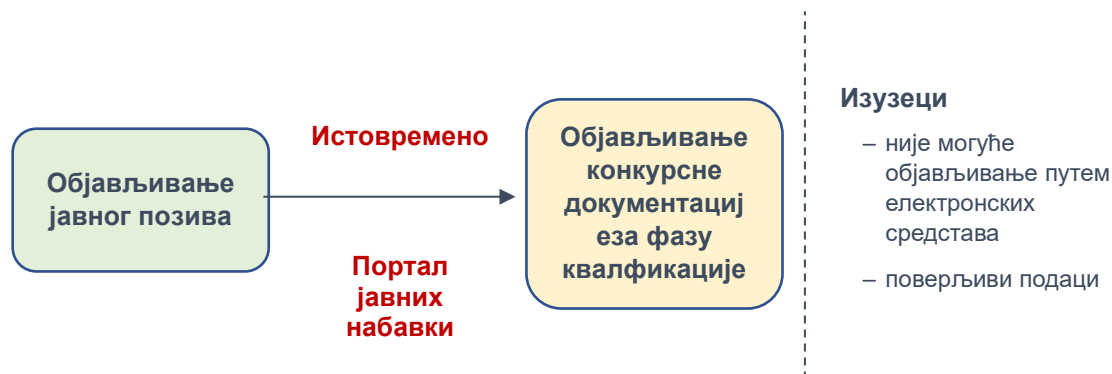 Објављивање
јавног позива
Истовремено
Портал
јавних
набавки
Објављивање
конкурсне
документациј
еза фазу
квалфикације
Изузеци
– није могуће
објављивање путем
електронских
средстава
– поверљиви подаци